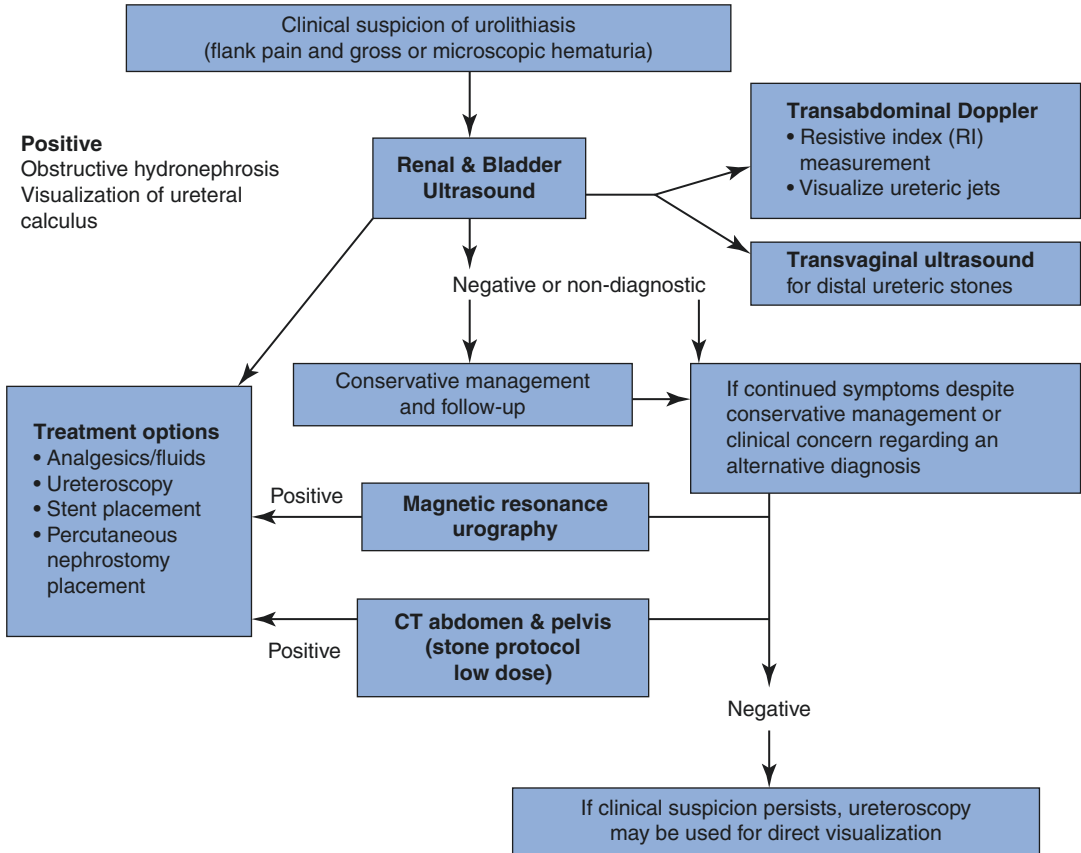 Clinical suspicion of urolithiasis
(flank pain and gross or microscopic hematuria)
Positive
Obstructive hydronephrosis
Visualization of ureteral
calculus
Renal & Bladder
Ultrasound
Transabdominal Doppler
• Resistive index (RI)
measurement
• Visualize ureteric jets
Transvaginal ultrasound
for distal ureteric stones
Negative or non-diagnostic
Conservative management
and follow-up
If continued symptoms despite
conservative management or
clinical concern regarding an
alternative diagnosis
Treatment options
• Analgesics/fluids
• Ureteroscopy
• Stent placement
• Percutaneous
nephrostomy
placement
Positive
Magnetic resonance
urography
Positive
CT abdomen & pelvis
(stone protocol
low dose)
Negative
If clinical suspicion persists, ureteroscopy
may be used for direct visualization